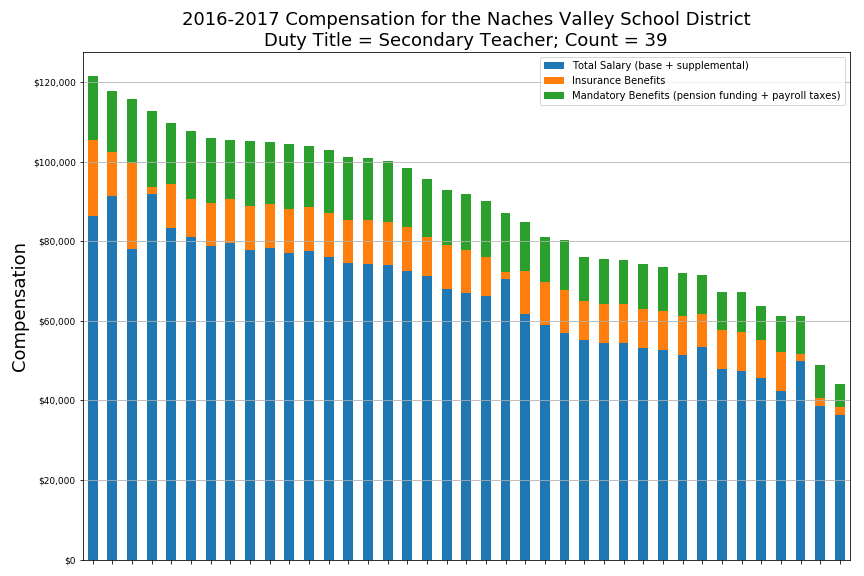 2016-2017 Compensation for the Naches Valley School District
Duty Title = Secondary Teacher; Count = 39
Total Salary (base + supplemental)
Insurance Benefits
Mandatory Benefits (pension funding + payroll taxes)
$120,000
$100,000
$80,000
$60,000
$40,000
$20,000
$0
Compensation